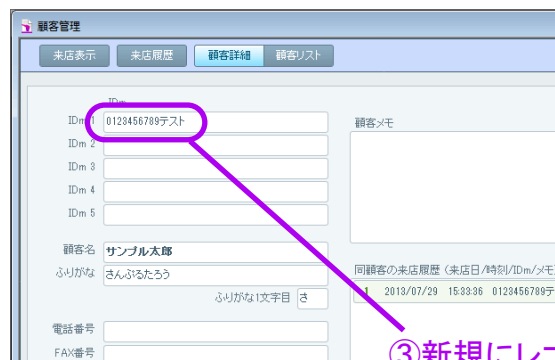 顧客管理
来店表示 来店履歴 顧客詳細 顧客リスト
IDm
IDm 1 0123456789テスト
IDm 2
IDm 3
IDm 4
IDm 5
顧客メモ
顧客名 サンプル太郎
ふりがな さんぷるたろう
ふりがな1文字目 さ
同顧客の来店履歴 (来店日/時刻/IDm/メモ
1 2013/07/29 15:33:36 0123456789テ
電話番号
FAX番号
③新規にレコ